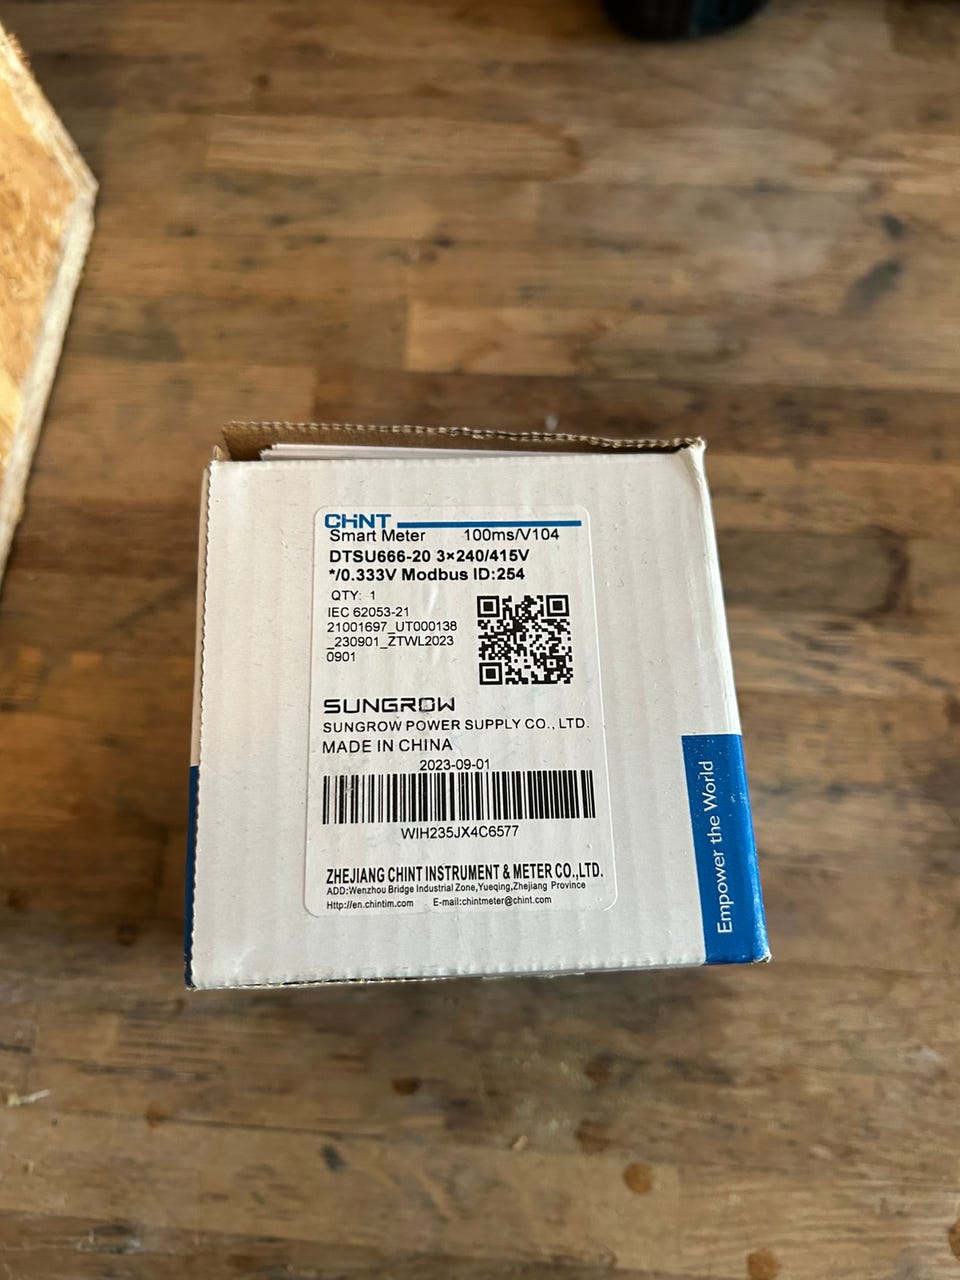 CHiNT
Smart Meter 100ms/V104
DTSU666-20 3×240/415V
*/0.333V Modbus ID:254
QTY: 1
IEC 62053-21
21001697_UT000138
_230901_ZTWL2023
0901
SUNGROW
SUNGROW POWER SUPPLY CO., LTD.
MADE IN CHINA
2023-09-01
WIH235JX4C6577
ZHEJIANG CHINT INSTRUMENT & METER CO.,LTD.
ADD:Wenzhou Bridge Industrial Zone,Yueqing,Zhejiang Province
Http://en.chintim.com E-mail:chintmeter@chint.com
Empower the World